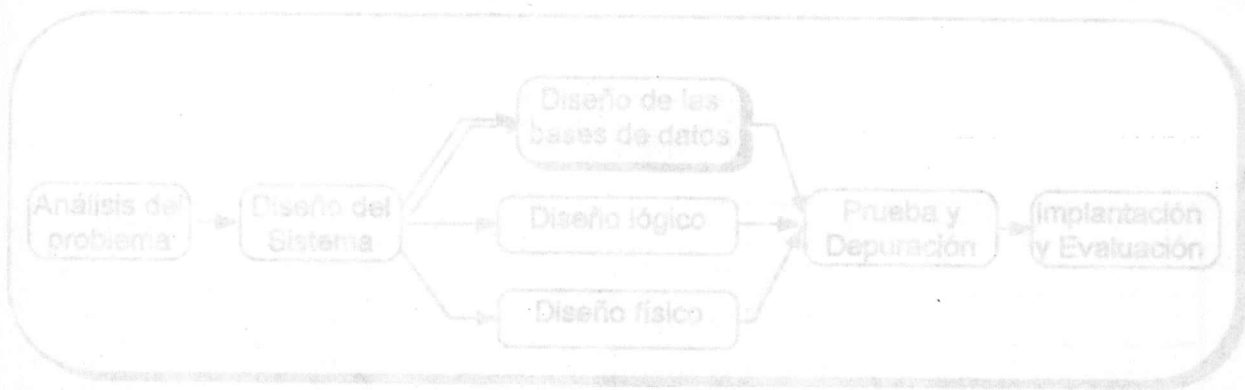 Análisis del
problema
Diseño del
Sistema
Diseño de las
bases de datos
Diseño lógico
Diseño físico
Prueba y
Depuración
Implantación
y Evaluación